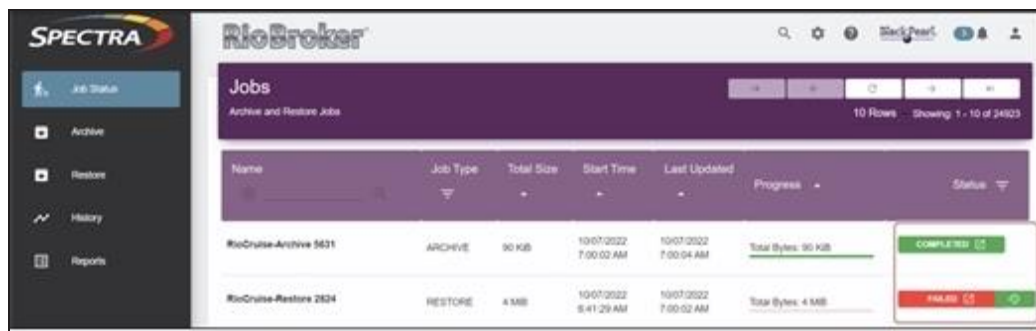 SPECTRA
RioBroker
BlackPearl
Job Status
Archive
Restore
History
Reports
Jobs
Archive and Restore Jobs
10 Rows
Showing: 1 - 10 of 24923
Name
Job Type
Total Size
Start Time
Last Updated
Progress
Status
RioCruise-Archive 5631
ARCHIVE
90 KiB
10/07/2022
7:00:02 AM
10/07/2022
7:00:04 AM
Total Bytes: 90 KiB
COMPLETED
RioCruise-Restore 2824
RESTORE
4 MiB
10/07/2022
6:41:29 AM
10/07/2022
7:00:02 AM
Total Bytes: 4 MiB
FAILED